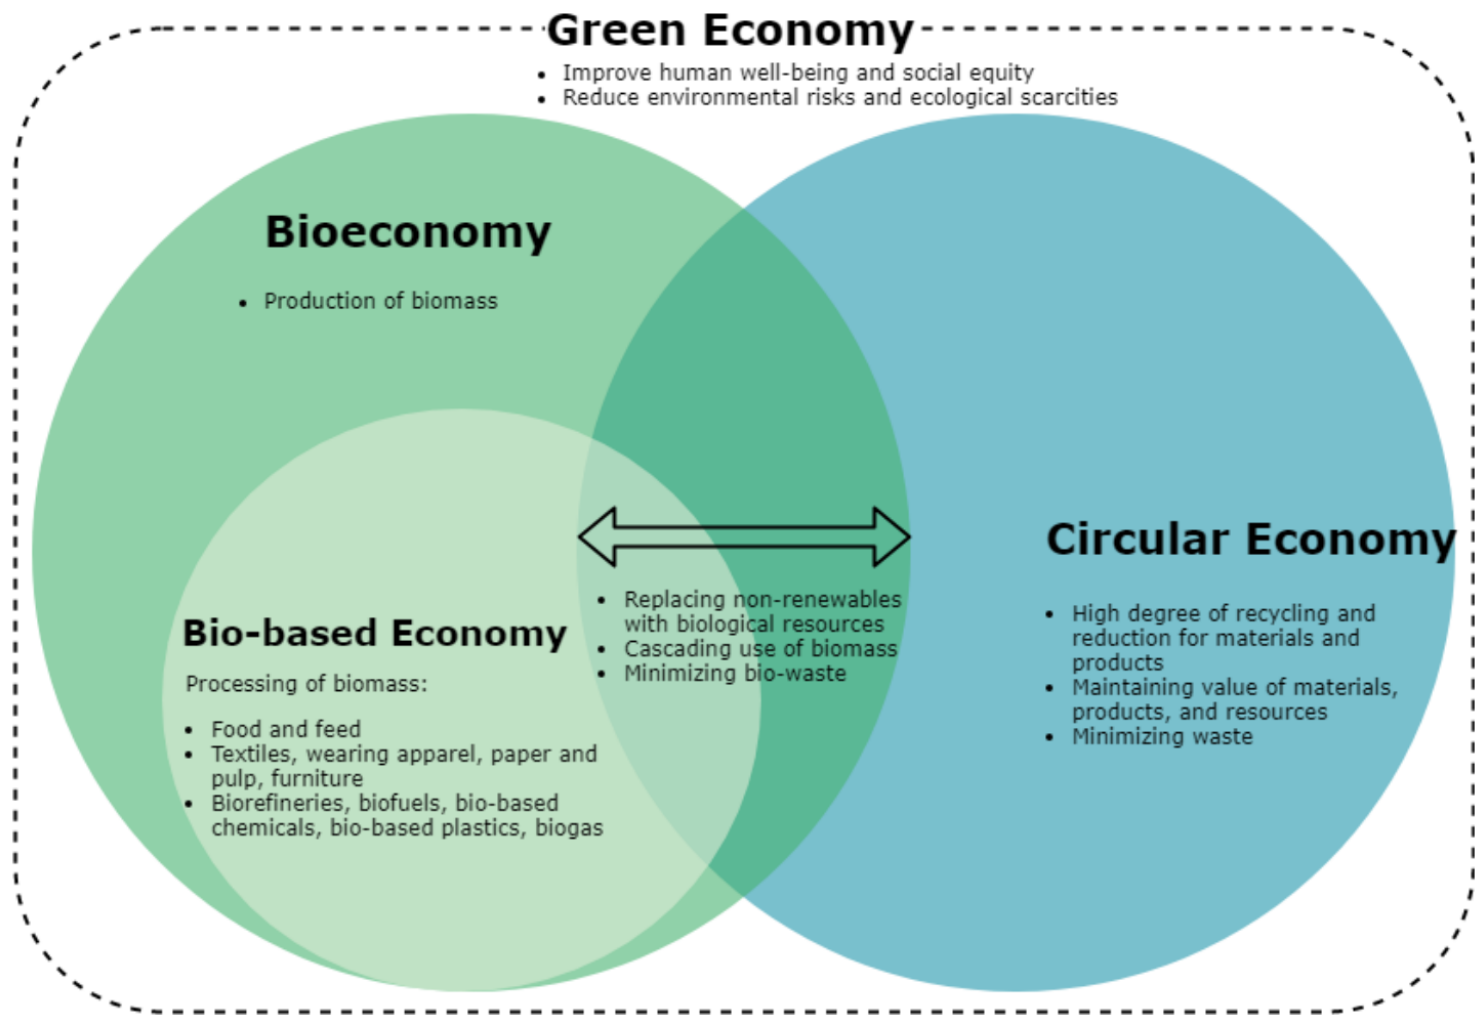 Green Economy
• Improve human well-being and social equity
• Reduce environmental risks and ecological scarcities
Bioeconomy
• Production of biomass
Bio-based Economy
Processing of biomass:
• Food and feed
• Textiles, wearing apparel, paper and
pulp, furniture
• Biorefineries, biofuels, bio-based
chemicals, bio-based plastics, biogas
• Replacing non-renewables
with biological resources
• Cascading use of biomass
• Minimizing bio-waste
Circular Economy
• High degree of recycling and
reduction for materials and
products
• Maintaining value of materials,
products, and resources
• Minimizing waste